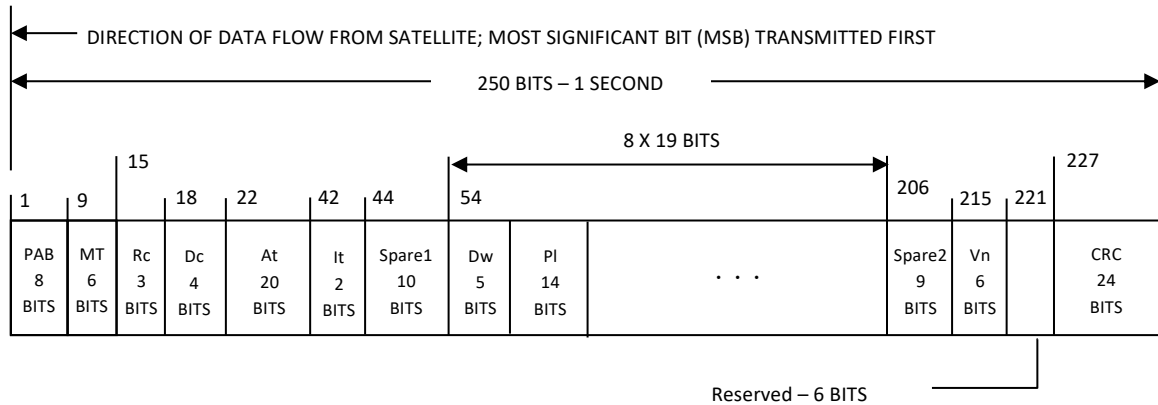 DIRECTION OF DATA FLOW FROM SATELLITE; MOST SIGNIFICANT BIT (MSB) TRANSMITTED FIRST
250 BITS – 1 SECOND
8 X 19 BITS
15
227
1
9
18
22
42
44
54
206
215
221
PAB
8
BITS
MT
6
BITS
Rc
3
BITS
Dc
4
BITS
At
20
BITS
It
2
BITS
Spare1
10
BITS
Dw
5
BITS
Pl
14
BITS
. . .
Spare2
9
BITS
Vn
6
BITS
CRC
24
BITS
Reserved – 6 BITS